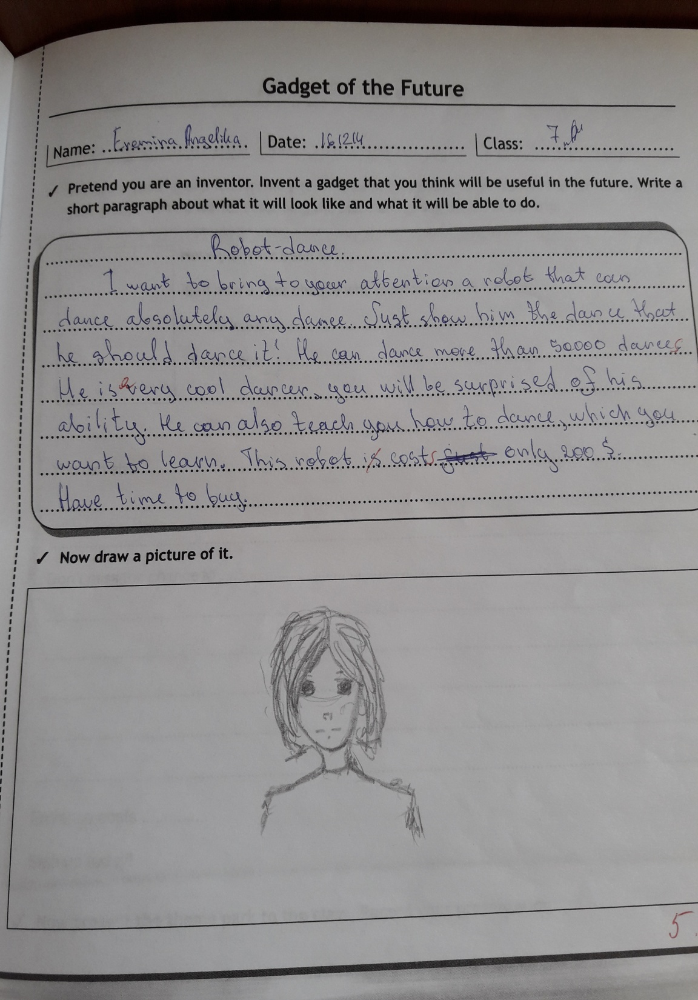 Gadget of the Future
Name: Eremina Angelika Date: 161214 Class: 7
✓ Pretend you are an inventor. Invent a gadget that you think will be useful in the future. Write a
short paragraph about what it will look like and what it will be able to do.
Robot-dance.
I want to bring to your attention a robot that can
dance absolutely any dance. Just show him the dance that
he should dance it! He can dance more than 50000 dances
He is a very cool dancer, you will be surprised of his
ability. He can also teach you how to dance, which you
want to learn. This robot is costs just only 200 $.
Have time to buy.
✓ Now draw a picture of it.
5